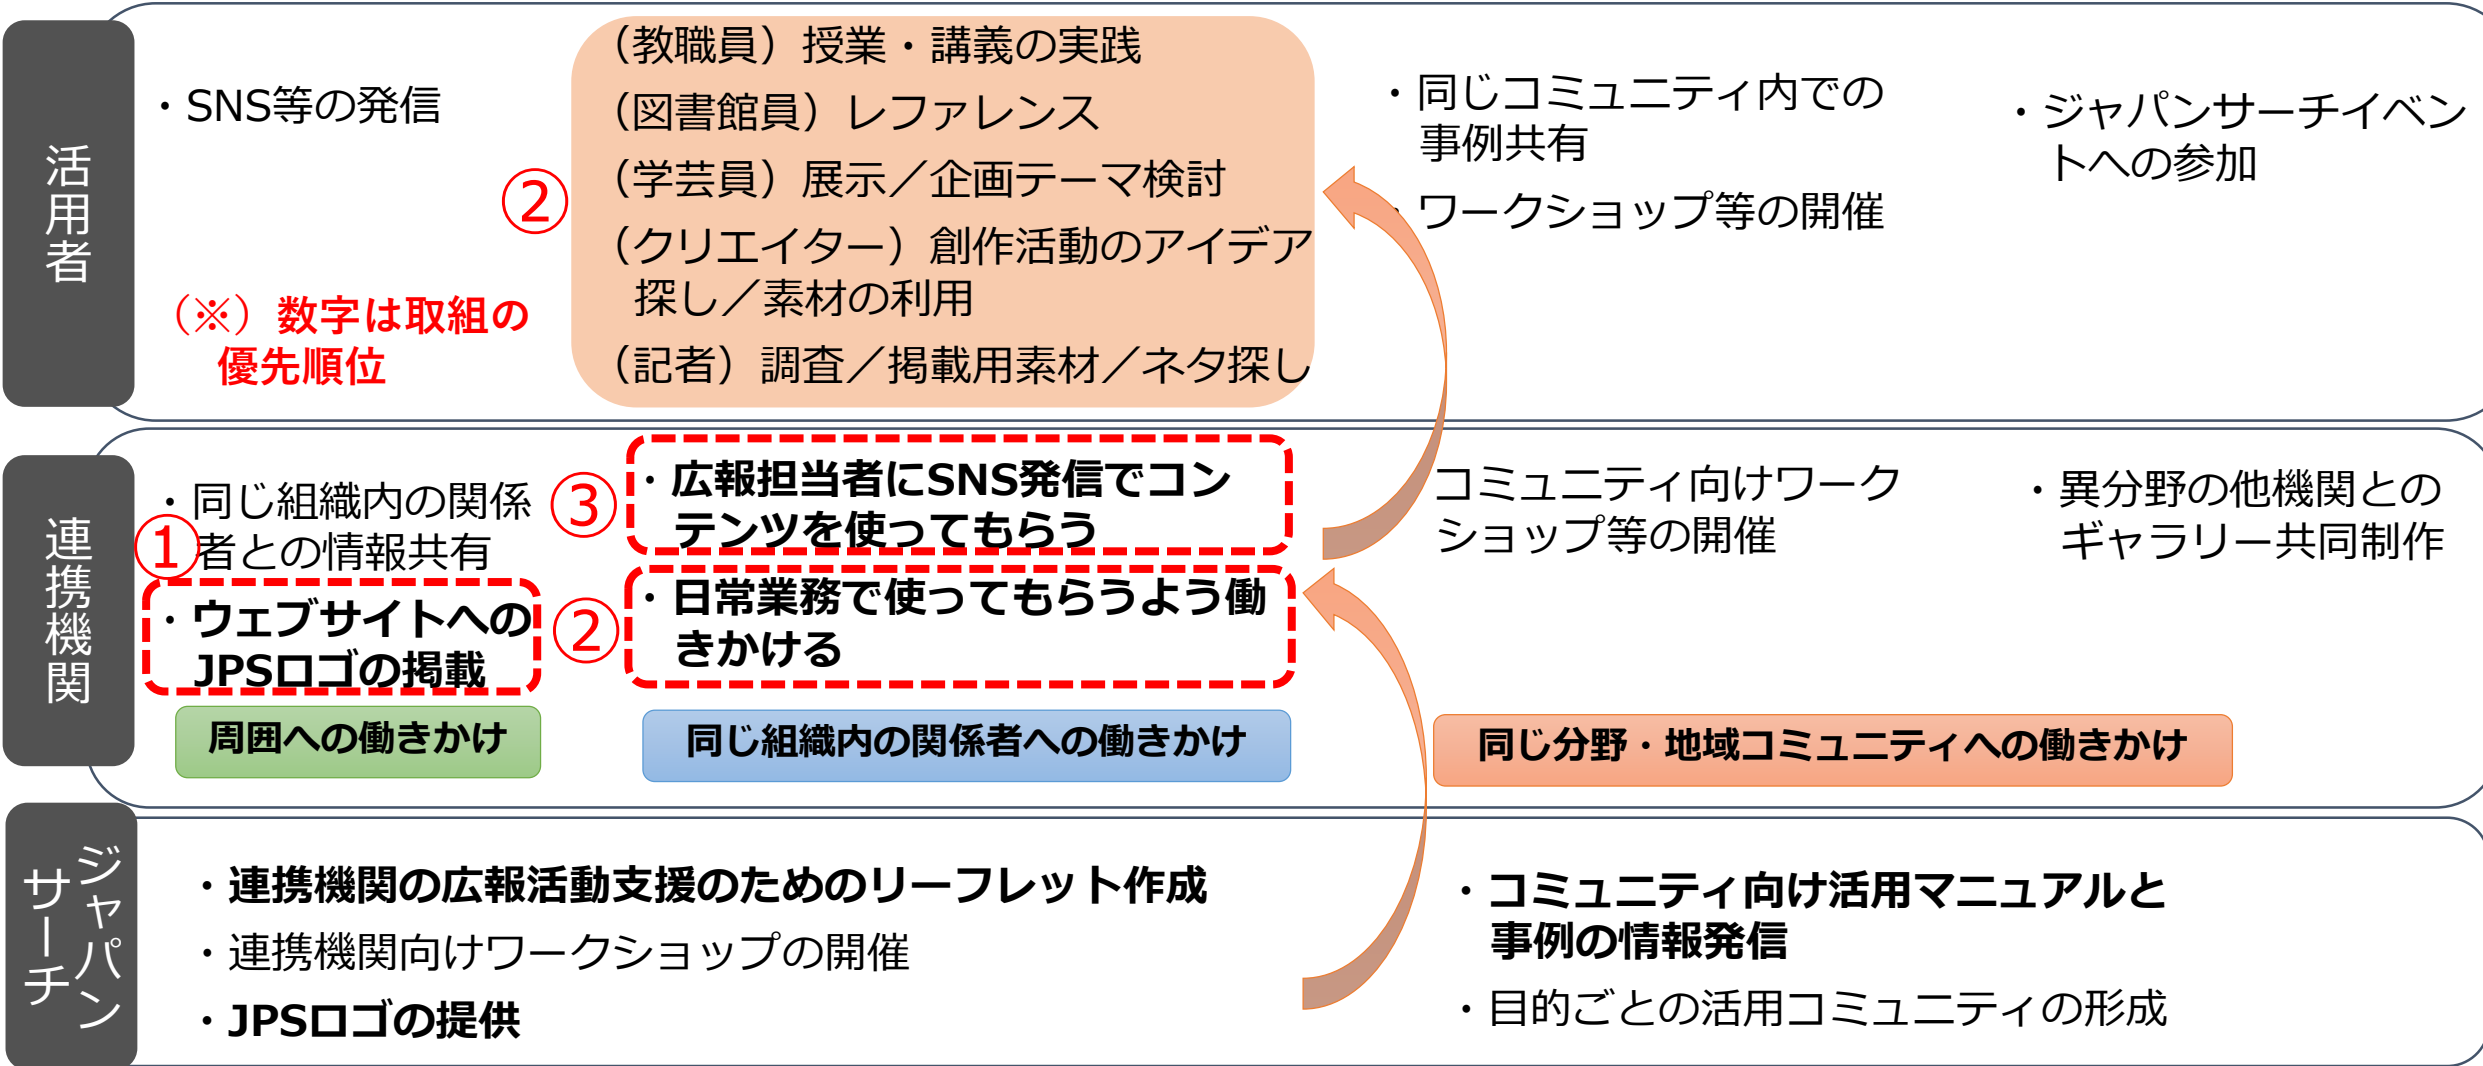 活用者
・SNS等の発信
（※）数字は取組の
優先順位
②
（教職員）授業・講義の実践
（図書館員）レファレンス
（学芸員）展示／企画テーマ検討
（クリエイター）創作活動のアイデア
探し／素材の利用
（記者）調査／掲載用素材／ネタ探し
・同じコミュニティ内での
事例共有
・ワークショップ等の開催
・ジャパンサーチイベン
トへの参加
連携機関
・同じ組織内の関係
者との情報共有
①
・ウェブサイトへの
JPSロゴの掲載
③
・広報担当者にSNS発信でコン
テンツを使ってもらう
②
・日常業務で使ってもらうよう働
きかける
コミュニティ向けワーク
ショップ等の開催
・異分野の他機関との
ギャラリー共同制作
周囲への働きかけ
同じ組織内の関係者への働きかけ
同じ分野・地域コミュニティへの働きかけ
ジャパン
サーチ
・連携機関の広報活動支援のためのリーフレット作成
・連携機関向けワークショップの開催
・JPSロゴの提供
・コミュニティ向け活用マニュアルと
事例の情報発信
・目的ごとの活用コミュニティの形成